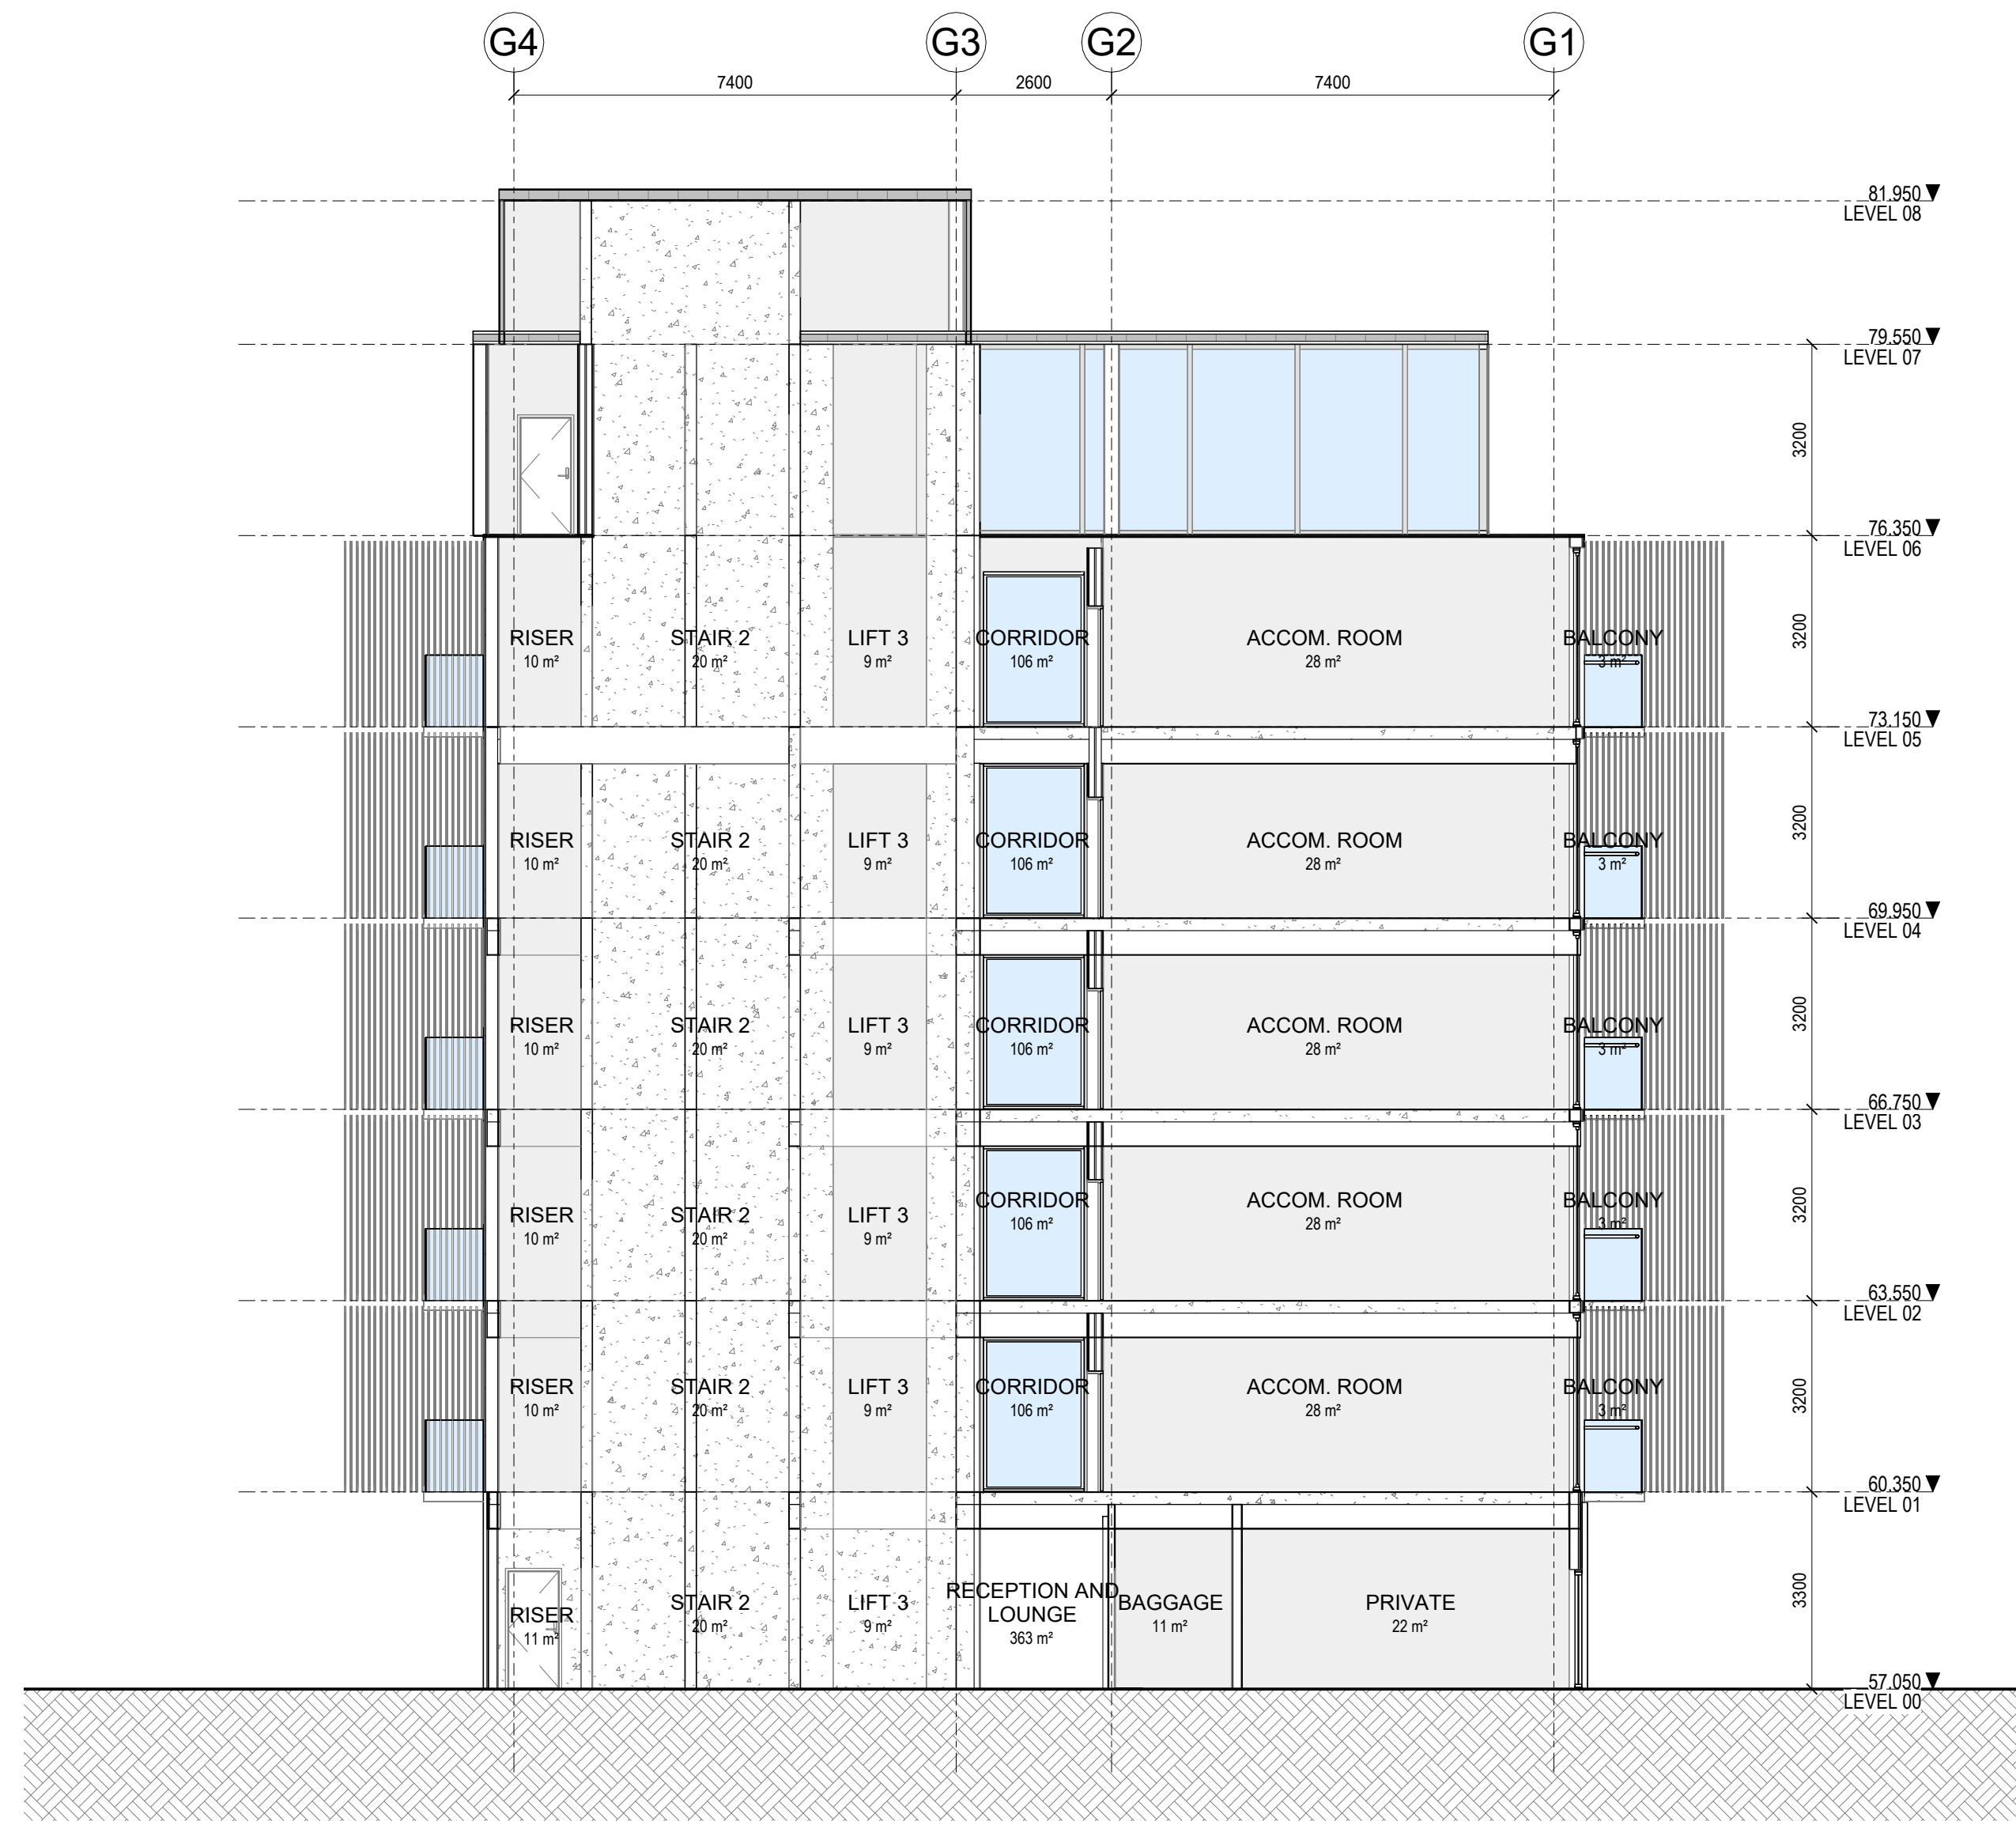 G4 G3 G2 G1
7400 2600 7400
81.950
LEVEL 08
79.550
LEVEL 07
3200
76.350
LEVEL 06
RISER STAIR 2 LIFT 3 CORRIDOR ACCOM. ROOM BALCONY
10 m² 20 m² 9 m² 106 m² 28 m² 3 m²
3200
73.150
LEVEL 05
RISER STAIR 2 LIFT 3 CORRIDOR ACCOM. ROOM BALCONY
10 m² 20 m² 9 m² 106 m² 28 m² 3 m²
3200
69.950
LEVEL 04
RISER STAIR 2 LIFT 3 CORRIDOR ACCOM. ROOM BALCONY
10 m² 20 m² 9 m² 106 m² 28 m² 3 m²
3200
66.750
LEVEL 03
RISER STAIR 2 LIFT 3 CORRIDOR ACCOM. ROOM BALCONY
10 m² 20 m² 9 m² 106 m² 28 m² 3 m²
3200
63.550
LEVEL 02
RISER STAIR 2 LIFT 3 CORRIDOR ACCOM. ROOM BALCONY
10 m² 20 m² 9 m² 106 m² 28 m² 3 m²
3200
60.350
LEVEL 01
RISER STAIR 2 LIFT 3 RECEPTION AND BAGGAGE PRIVATE
LOUNGE
11 m² 20 m² 9 m² 363 m² 11 m² 22 m²
3300
57.050
LEVEL 00